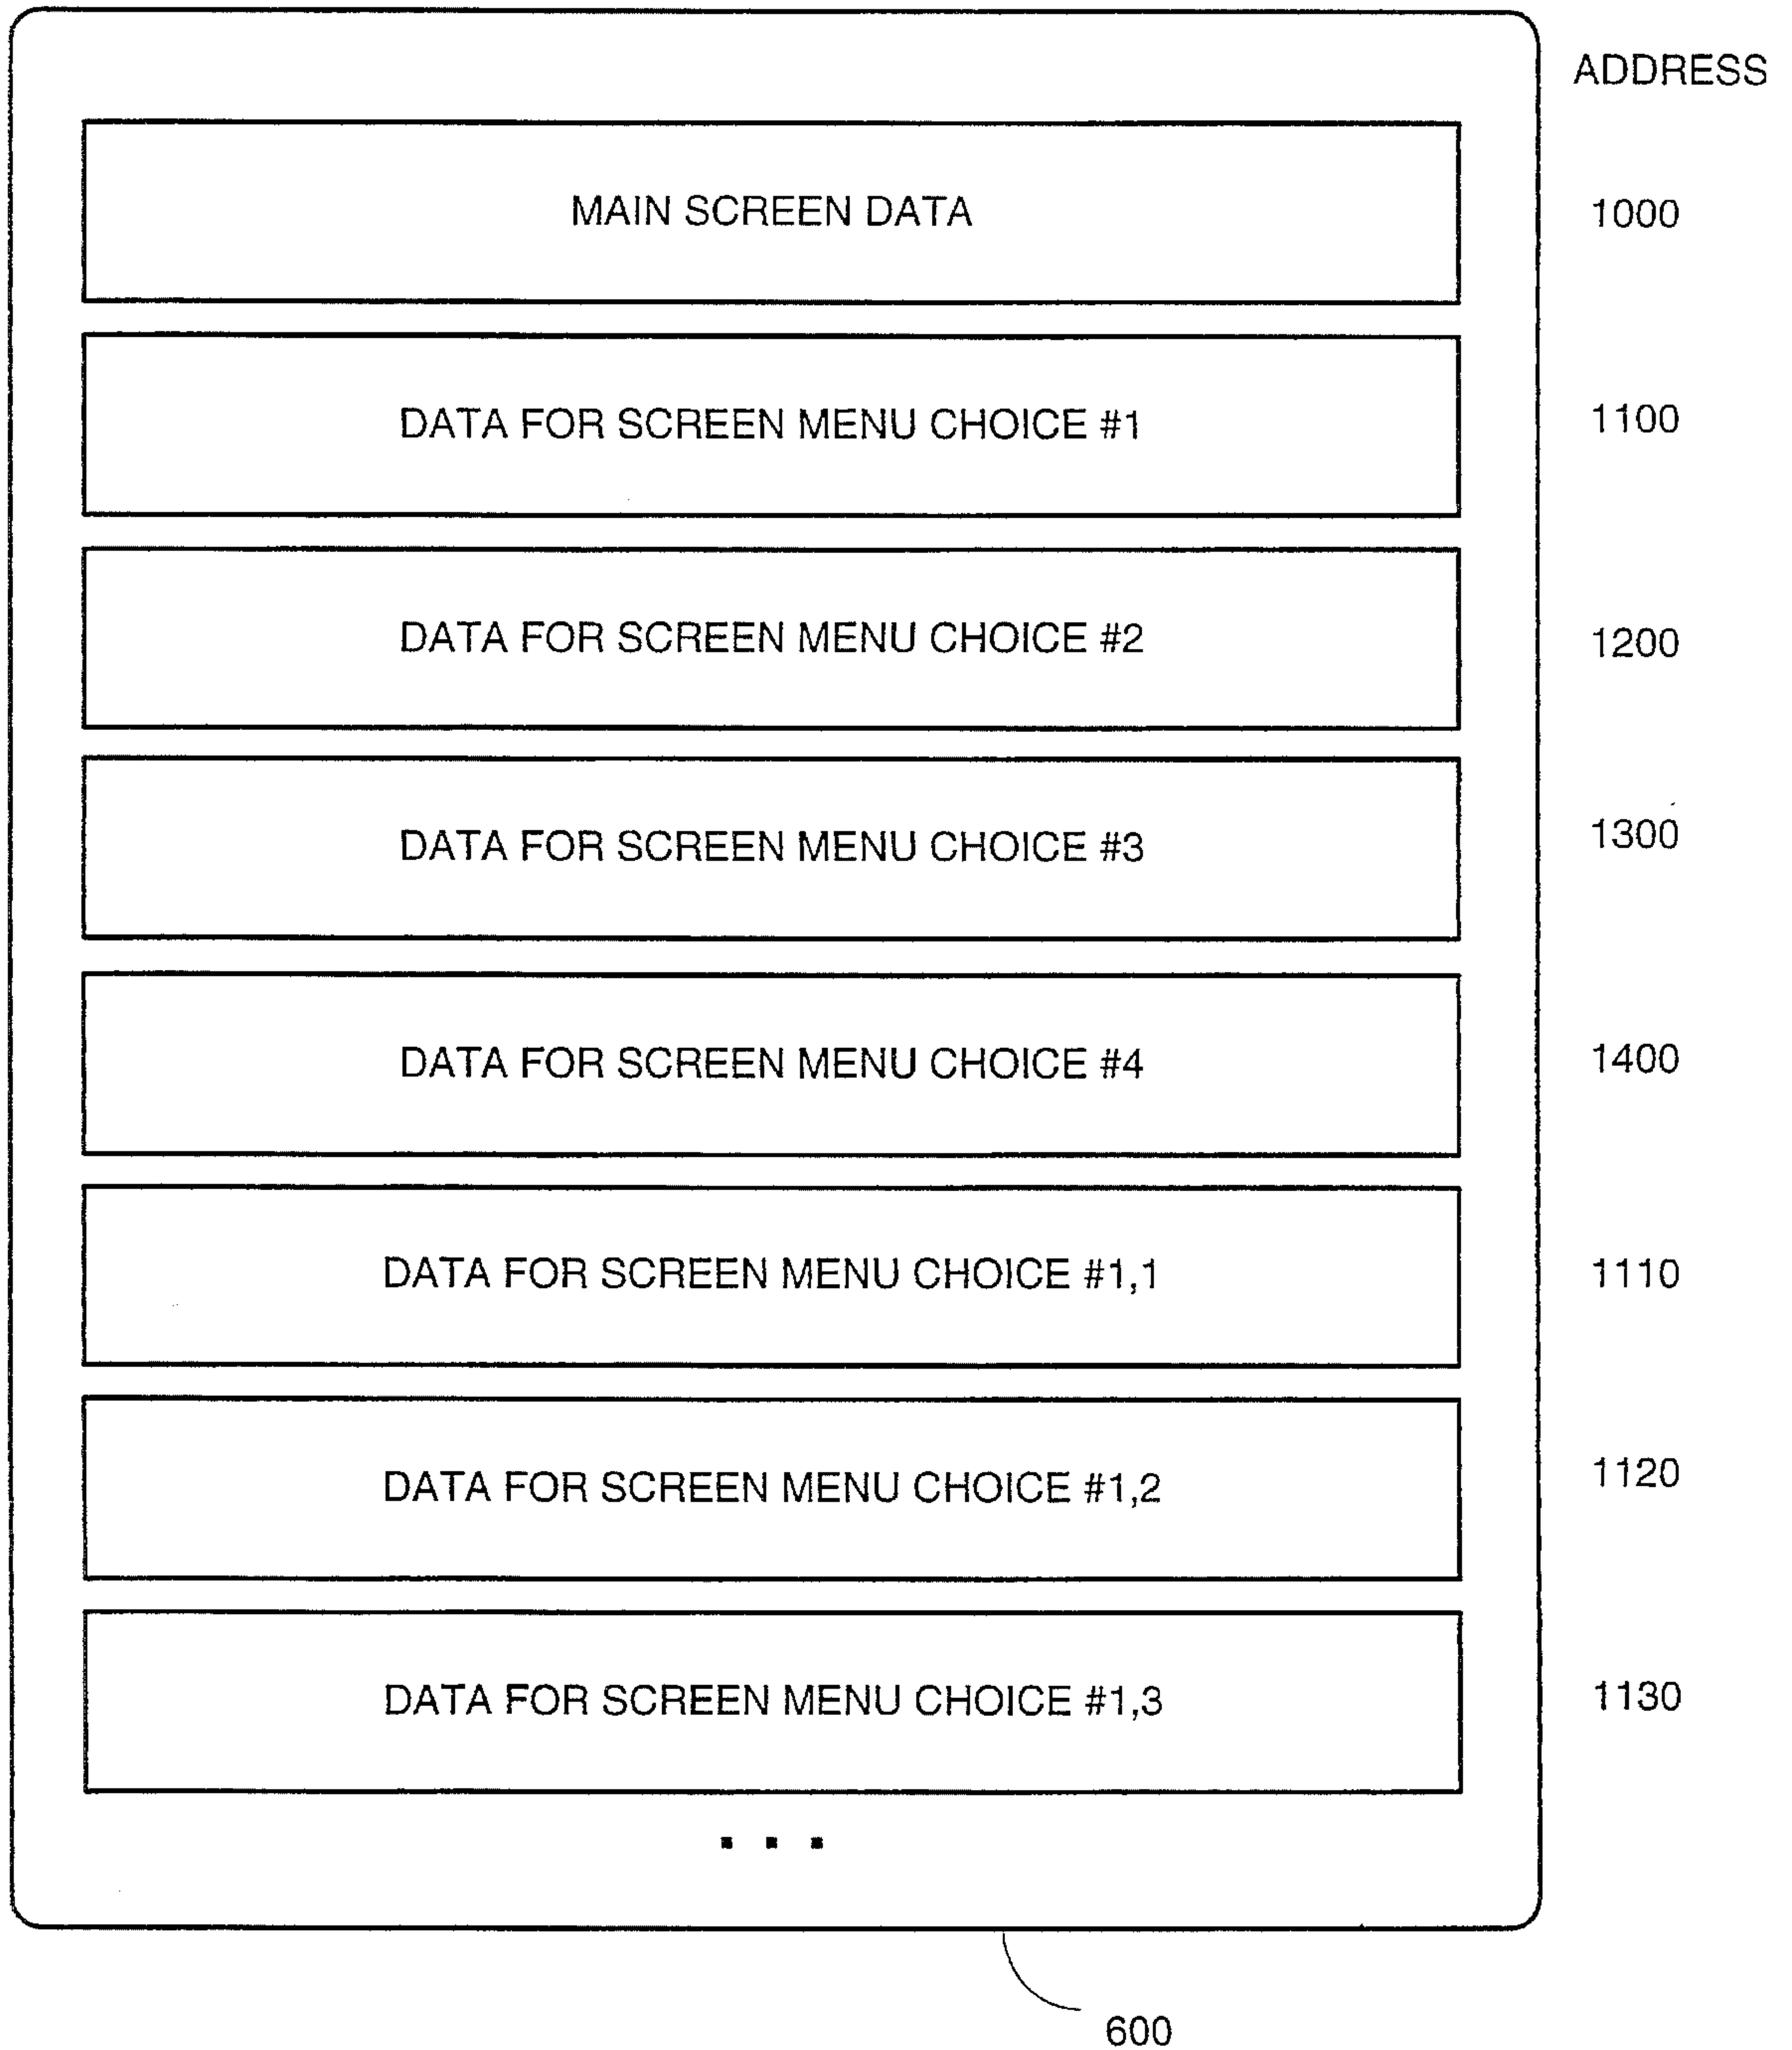 ADDRESS
MAIN SCREEN DATA 1000
DATA FOR SCREEN MENU CHOICE #1 1100
DATA FOR SCREEN MENU CHOICE #2 1200
DATA FOR SCREEN MENU CHOICE #3 1300
DATA FOR SCREEN MENU CHOICE #4 1400
DATA FOR SCREEN MENU CHOICE #1,1 1110
DATA FOR SCREEN MENU CHOICE #1,2 1120
DATA FOR SCREEN MENU CHOICE #1,3 1130
. . .
600